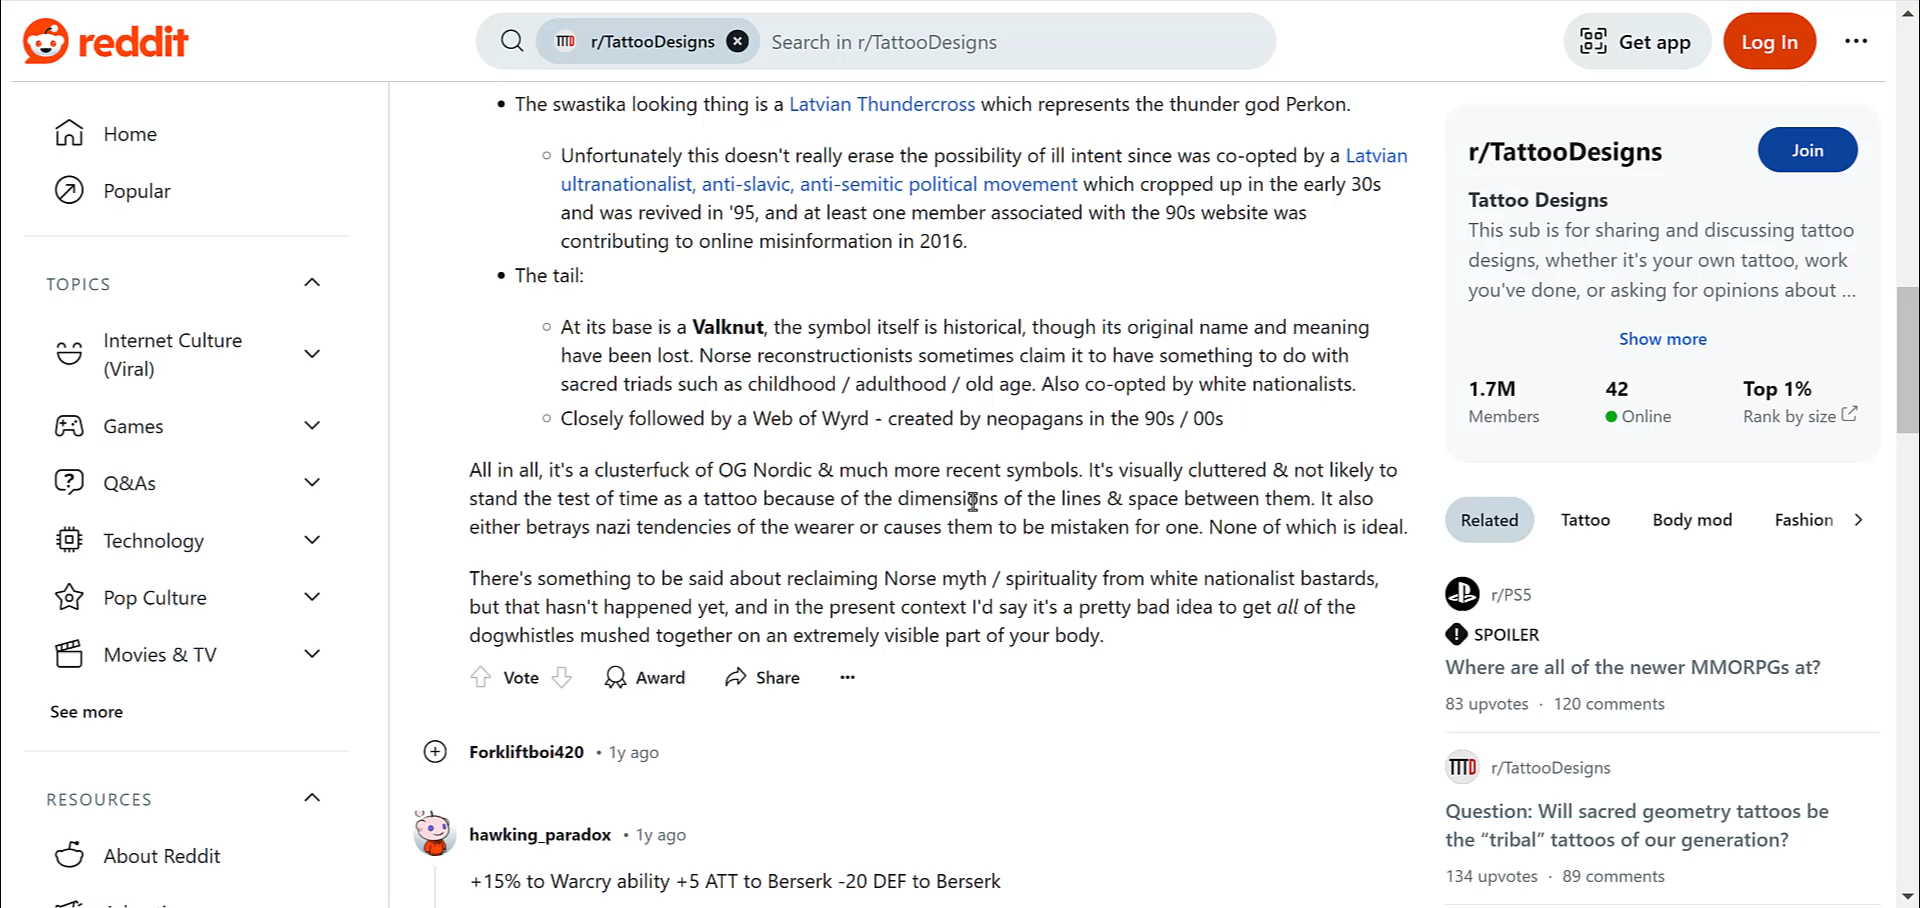 reddit
r/TattooDesigns
Search in r/TattooDesigns
Get app
Log In
Home
Popular
TOPICS
Internet Culture
(Viral)
Games
Q&As
Technology
Pop Culture
Movies & TV
See more
RESOURCES
About Reddit
• The swastika looking thing is a Latvian Thundercross which represents the thunder god Perkon.
○ Unfortunately this doesn't really erase the possibility of ill intent since was co-opted by a Latvian
ultranationalist, anti-slavic, anti-semitic political movement which cropped up in the early 30s
and was revived in '95, and at least one member associated with the 90s website was
contributing to online misinformation in 2016.
• The tail:
○ At its base is a Valknut, the symbol itself is historical, though its original name and meaning
have been lost. Norse reconstructionists sometimes claim it to have something to do with
sacred triads such as childhood / adulthood / old age. Also co-opted by white nationalists.
○ Closely followed by a Web of Wyrd - created by neopagans in the 90s / 00s
All in all, it's a clusterfuck of OG Nordic & much more recent symbols. It's visually cluttered & not likely to
stand the test of time as a tattoo because of the dimensions of the lines & space between them. It also
either betrays nazi tendencies of the wearer or causes them to be mistaken for one. None of which is ideal.
There's something to be said about reclaiming Norse myth / spirituality from white nationalist bastards,
but that hasn't happened yet, and in the present context I'd say it's a pretty bad idea to get all of the
dogwhistles mushed together on an extremely visible part of your body.
Vote
Award
Share
Forkliftboi420 • 1y ago
hawking_paradox • 1y ago
+15% to Warcry ability +5 ATT to Berserk -20 DEF to Berserk
r/TattooDesigns
Join
Tattoo Designs
This sub is for sharing and discussing tattoo
designs, whether it's your own tattoo, work
you've done, or asking for opinions about ...
Show more
1.7M 42 Top 1%
Members Online Rank by size
Related Tattoo Body mod Fashion
r/PS5
SPOILER
Where are all of the newer MMORPGs at?
83 upvotes · 120 comments
r/TattooDesigns
Question: Will sacred geometry tattoos be
the “tribal” tattoos of our generation?
134 upvotes · 89 comments